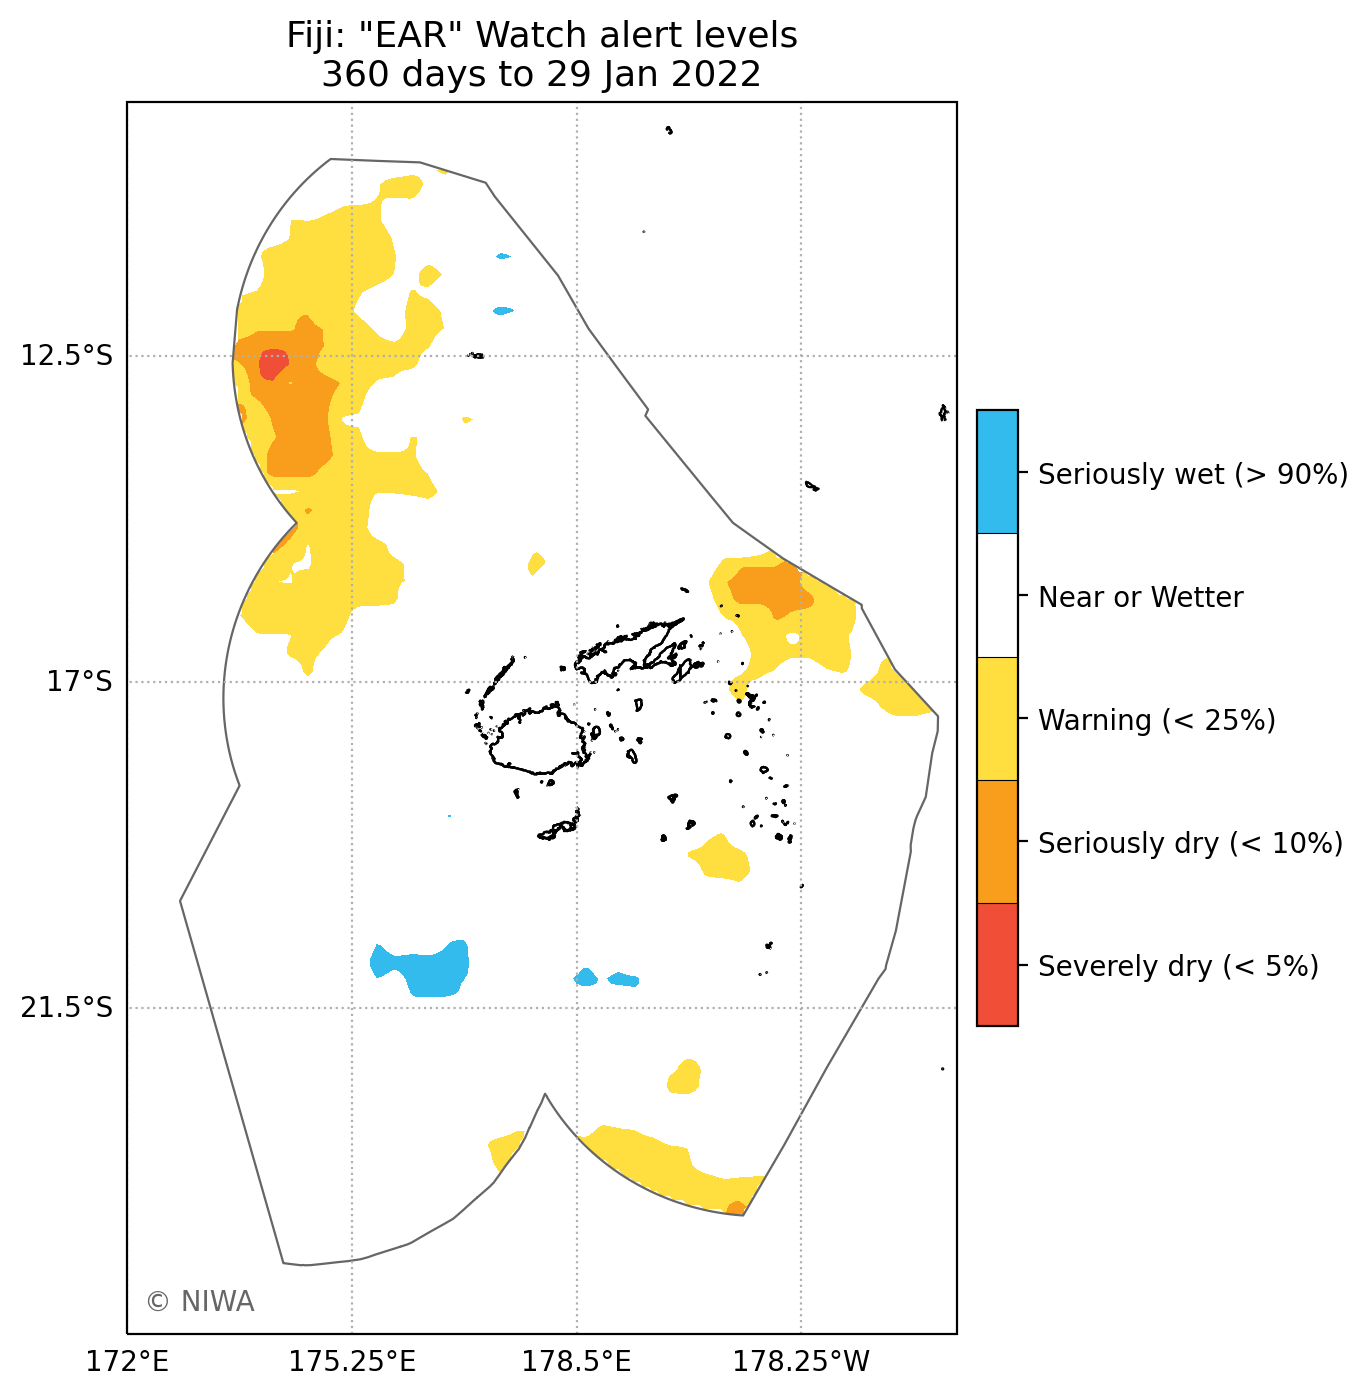 Fiji: "EAR" Watch alert levels
360 days to 29 Jan 2022
12.5°S
17°S
21.5°S
172°E
175.25°E
178.5°E
178.25°W
Seriously wet (> 90%)
Near or Wetter
Warning (< 25%)
Seriously dry (< 10%)
Severely dry (< 5%)
© NIWA